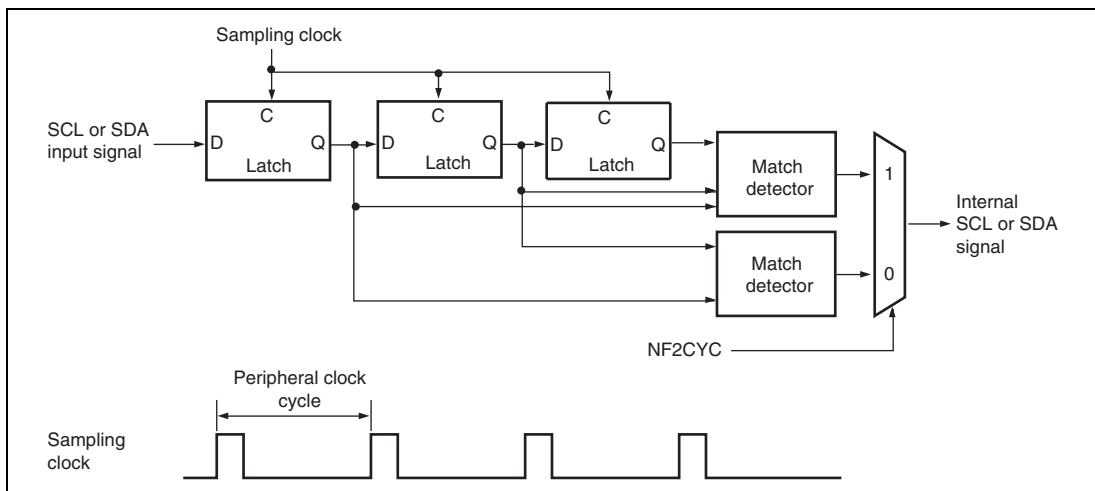 Sampling clock
SCL or SDA
input signal
D
C
Q
Latch
D
C
Q
Latch
D
C
Q
Latch
Match
detector
Match
detector
1
0
Internal
SCL or SDA
signal
NF2CYC
Peripheral clock
cycle
Sampling
clock